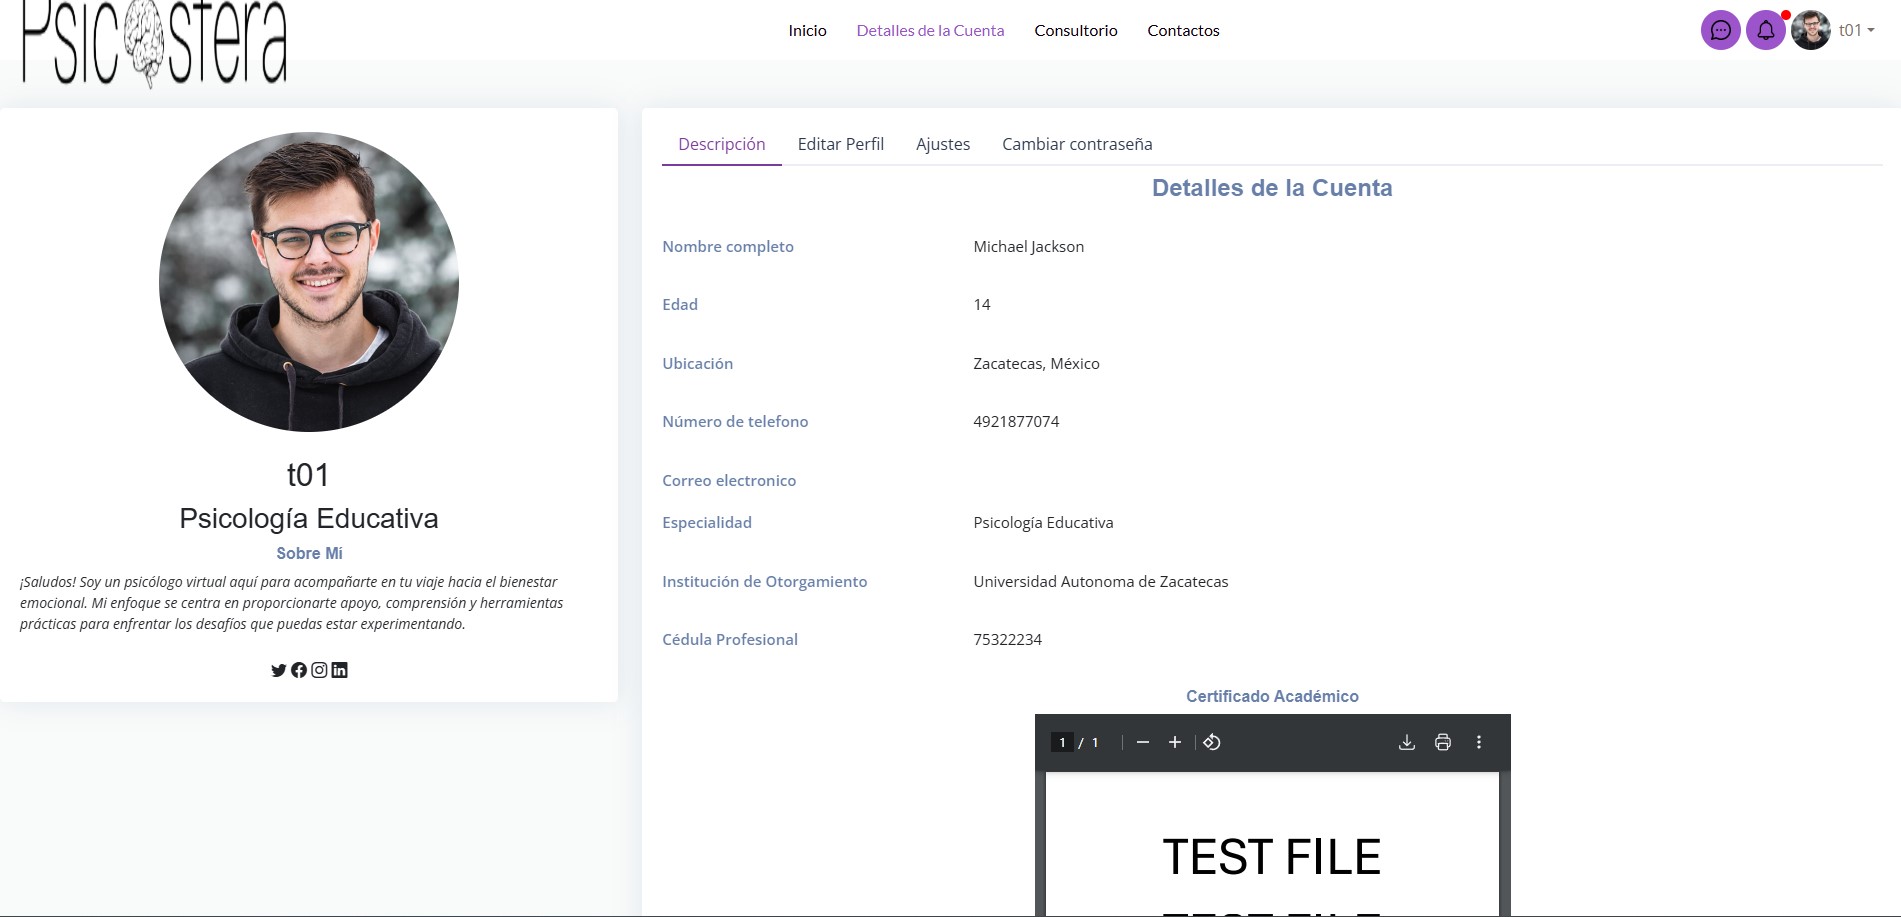 Psicosfera
Inicio Detalles de la Cuenta Consultorio Contactos
t01
t01
Psicología Educativa
Sobre Mí
¡Saludos! Soy un psicólogo virtual aquí para acompañarte en tu viaje hacia el bienestar
emocional. Mi enfoque se centra en proporcionarte apoyo, comprensión y herramientas
prácticas para enfrentar los desafíos que puedas estar experimentando.
Descripción Editar Perfil Ajustes Cambiar contraseña
Detalles de la Cuenta
Nombre completo Michael Jackson
Edad 14
Ubicación Zacatecas, México
Número de telefono 4921877074
Correo electronico
Especialidad Psicología Educativa
Institución de Otorgamiento Universidad Autonoma de Zacatecas
Cédula Profesional 75322234
Certificado Académico
1 / 1
TEST FILE
TEST FILE